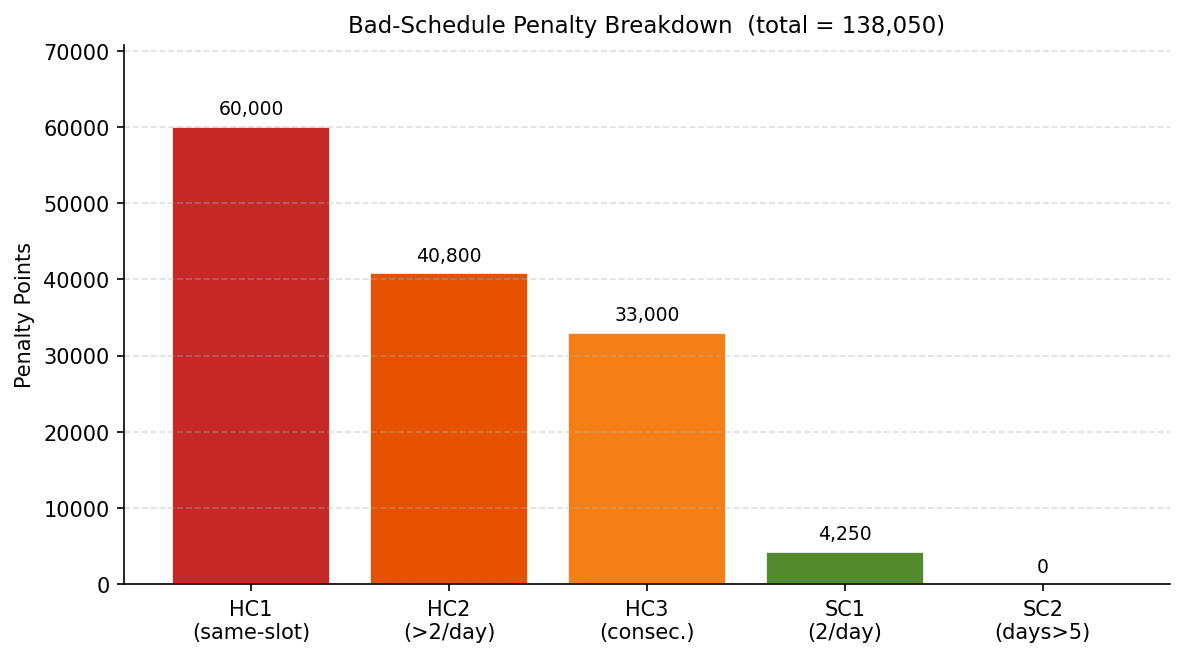 Bad-Schedule Penalty Breakdown  (total = 138,050)
Penalty Points
70000
60000
50000
40000
30000
20000
10000
0
60,000
40,800
33,000
4,250
0
HC1
(same-slot)
HC2
(>2/day)
HC3
(consec.)
SC1
(2/day)
SC2
(days>5)